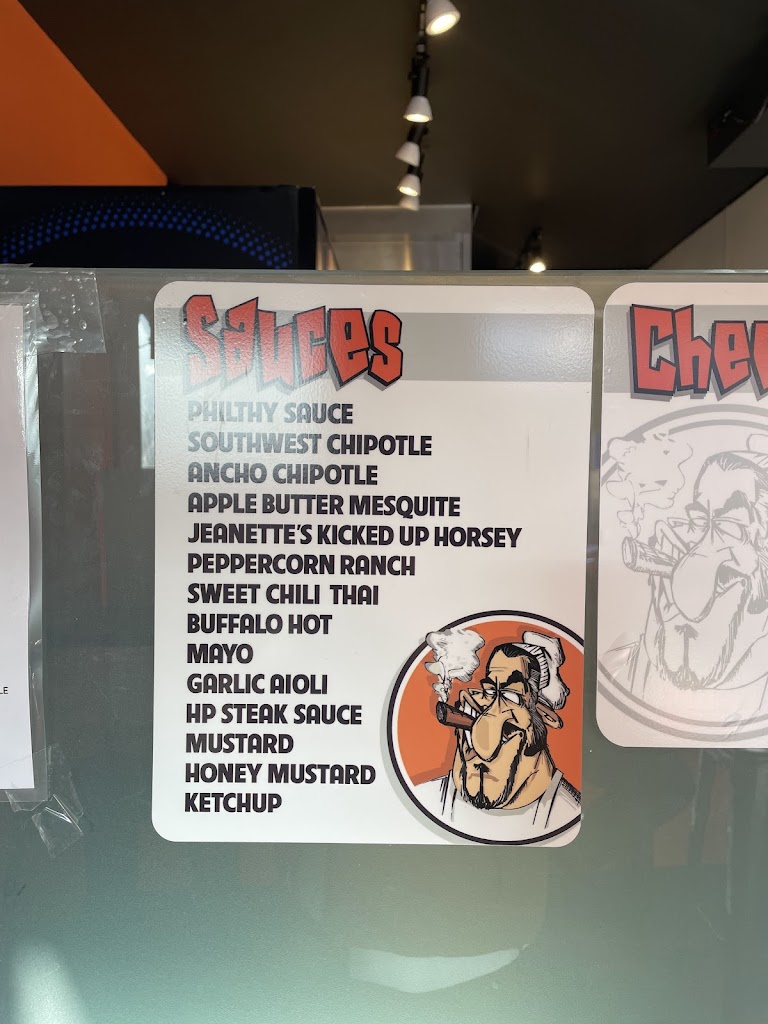 Sauces
PHILTHY SAUCE
SOUTHWEST CHIPOTLE
ANCHO CHIPOTLE
APPLE BUTTER MESQUITE
JEANETTE'S KICKED UP HORSEY
PEPPERCORN RANCH
SWEET CHILI THAI
BUFFALO HOT
MAYO
GARLIC AIOLI
HP STEAK SAUCE
MUSTARD
HONEY MUSTARD
KETCHUP